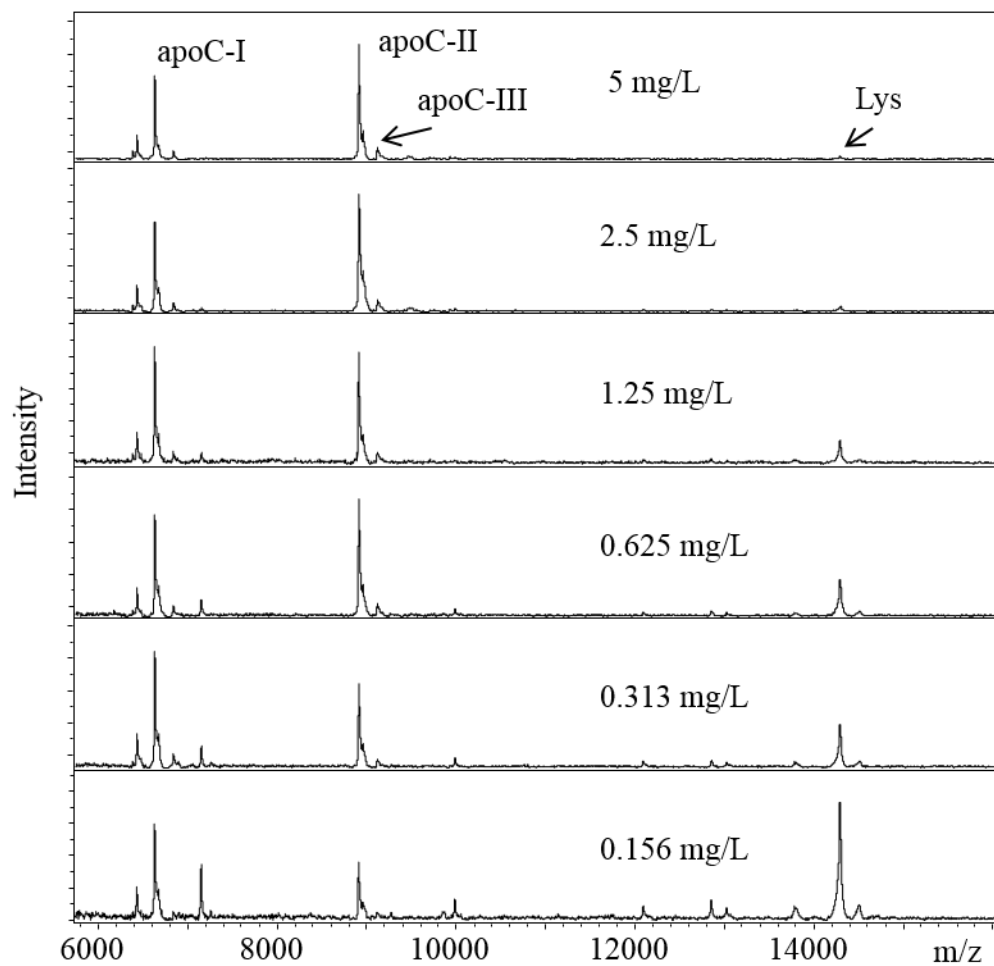 apoC-I
apoC-II
apoC-III
5 mg/L
Lys
2.5 mg/L
1.25 mg/L
Intensity
0.625 mg/L
0.313 mg/L
0.156 mg/L
6000 8000 10000 12000 14000 m/z